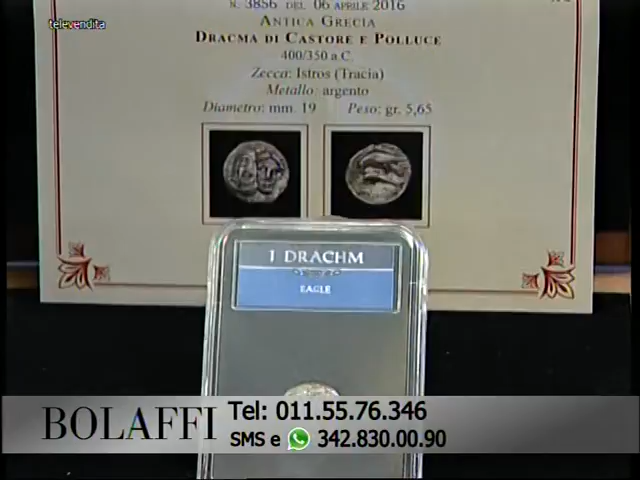 televendita
N. 3856 DEL 06 APRILE 2016
ANTICA GRECIA
DRACMA DI CASTORE E POLLUCE
400/350 a C.
Zecca: Istros (Tracia)
Metallo: argento
Diametro: mm. 19 Peso: gr. 5,65
1 DRACHM
EAGLE
BOLAFFI
Tel: 011.55.76.346
SMS e 342.830.00.90